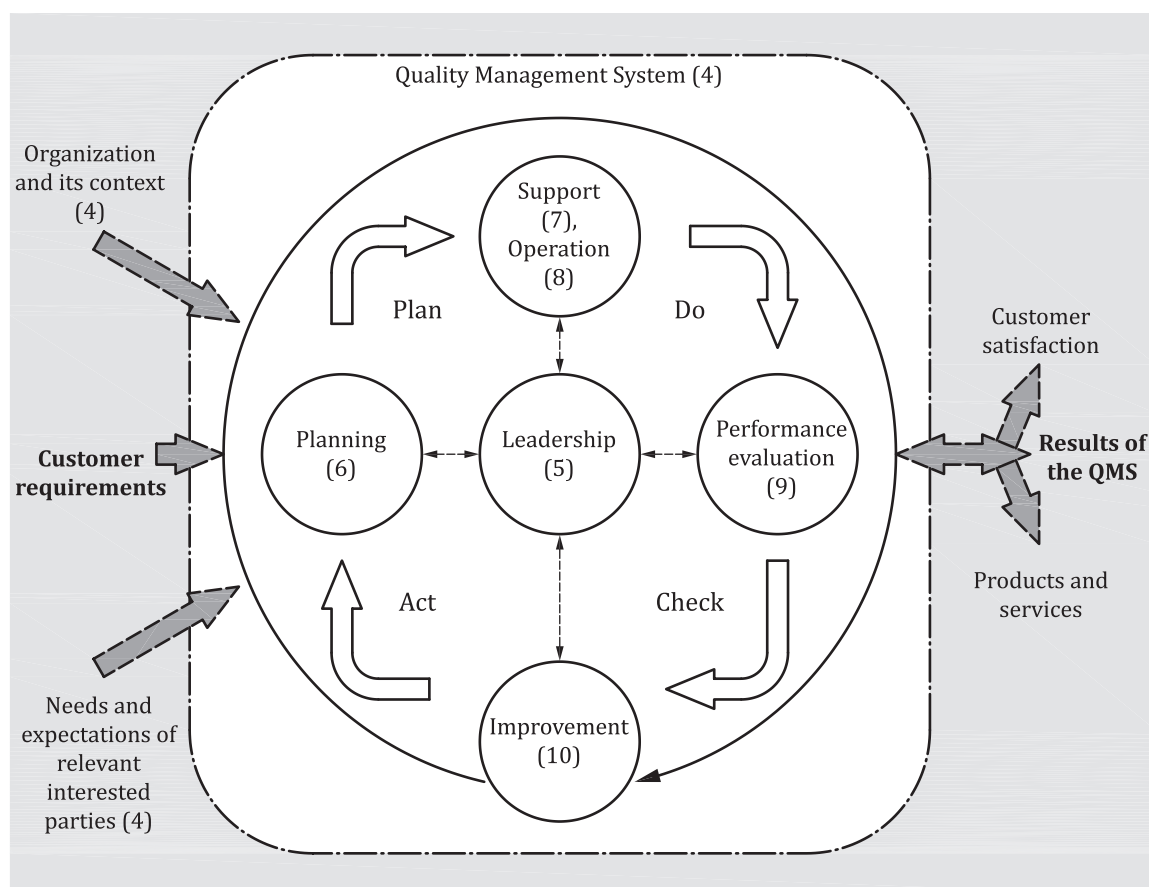 Quality Management System (4)
Organization
and its context
(4)
Support
(7),
Operation
(8)
Plan
Do
Customer
satisfaction
Planning
(6)
Leadership
(5)
Performance
evaluation
(9)
Customer
requirements
Results of
the QMS
Act
Check
Products and
services
Needs and
expectations of
relevant
interested
parties (4)
Improvement
(10)